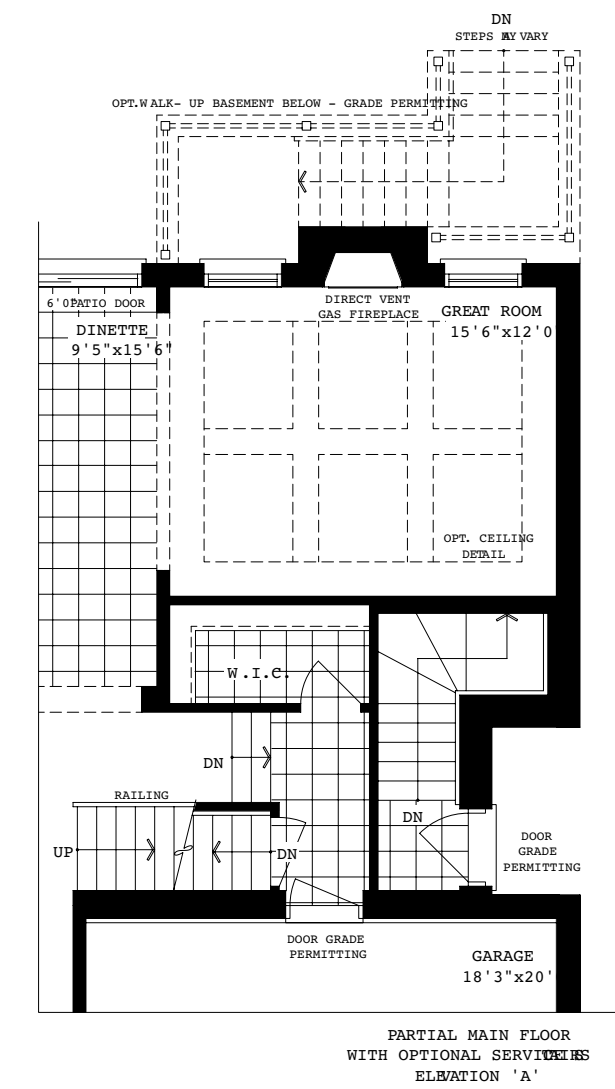 DN
STEPS MAY VARY
OPT. WALK-UP BASEMENT BELOW - GRADE PERMITTING
6'0" PATIO DOOR
DINETTE
9'5"x15'6"
DIRECT VENT
GAS FIREPLACE
GREAT ROOM
15'6"x12'0
OPT. CEILING
DETAIL
W.I.C.
DN
RAILING
UP
DN
DN
DOOR
GRADE
PERMITTING
DOOR GRADE
PERMITTING
GARAGE
18'3"x20'
PARTIAL MAIN FLOOR
WITH OPTIONAL SERVICE STAIRS
ELEVATION 'A'